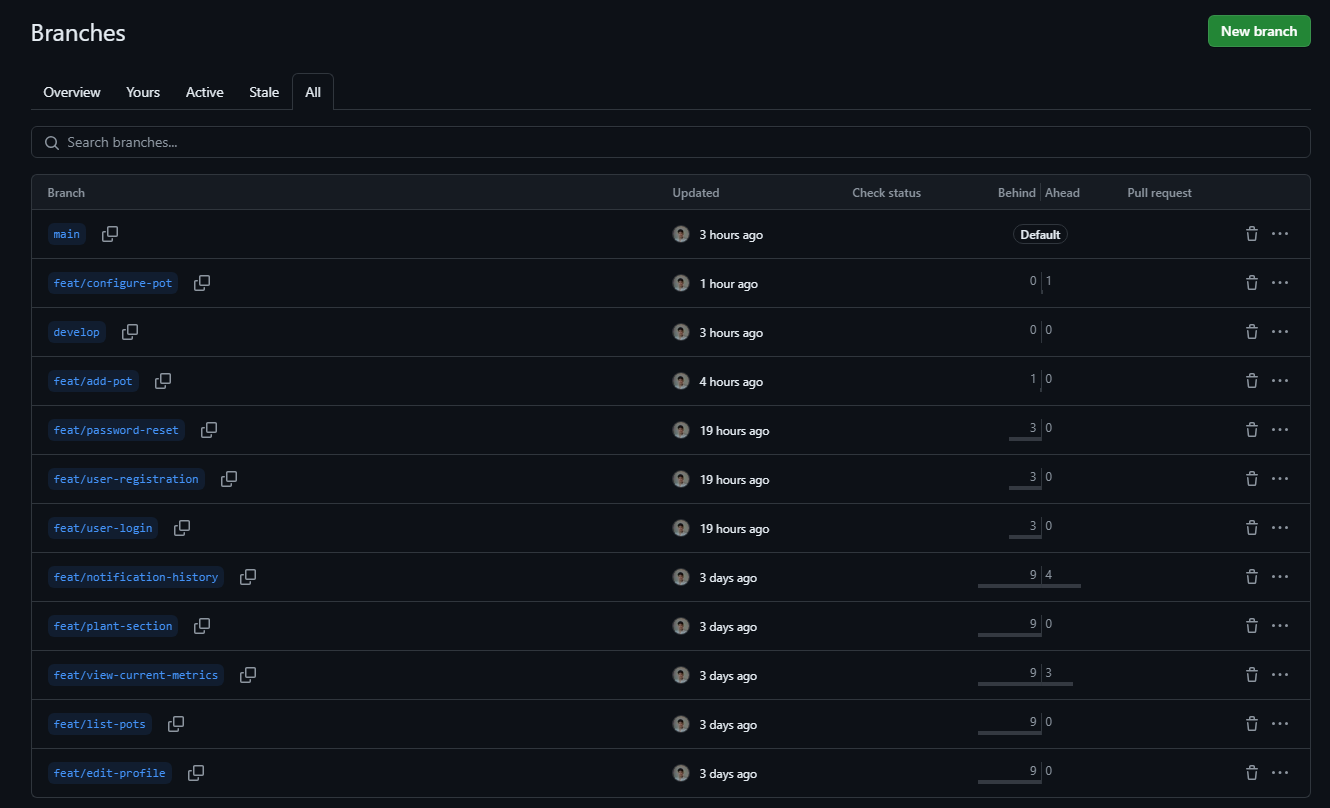 Branches New branch
Overview Yours Active Stale All
Search branches...
Branch Updated Check status Behind Ahead Pull request
main 3 hours ago Default
feat/configure-pot 1 hour ago 0 1
develop 3 hours ago 0 0
feat/add-pot 4 hours ago 1 0
feat/password-reset 19 hours ago 3 0
feat/user-registration 19 hours ago 3 0
feat/user-login 19 hours ago 3 0
feat/notification-history 3 days ago 9 4
feat/plant-section 3 days ago 9 0
feat/view-current-metrics 3 days ago 9 3
feat/list-pots 3 days ago 9 0
feat/edit-profile 3 days ago 9 0